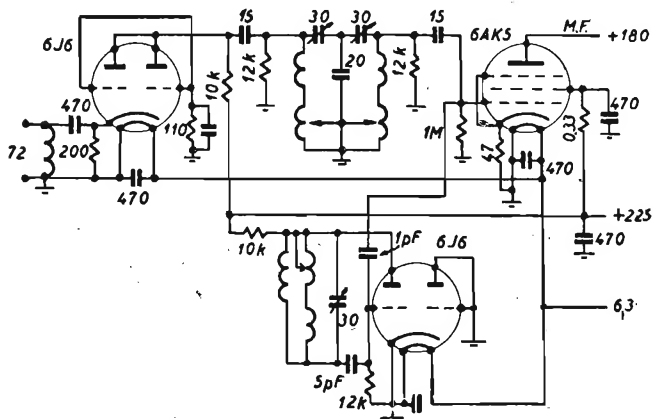 15 30 30 15
6J6 6AK5 M.F. +180
10k 12k 20 12k
470 470
110 1M 0,33
72 200 47 470
470
+225
10k 1pF 6J6 470
30 6,3
5pF
12k